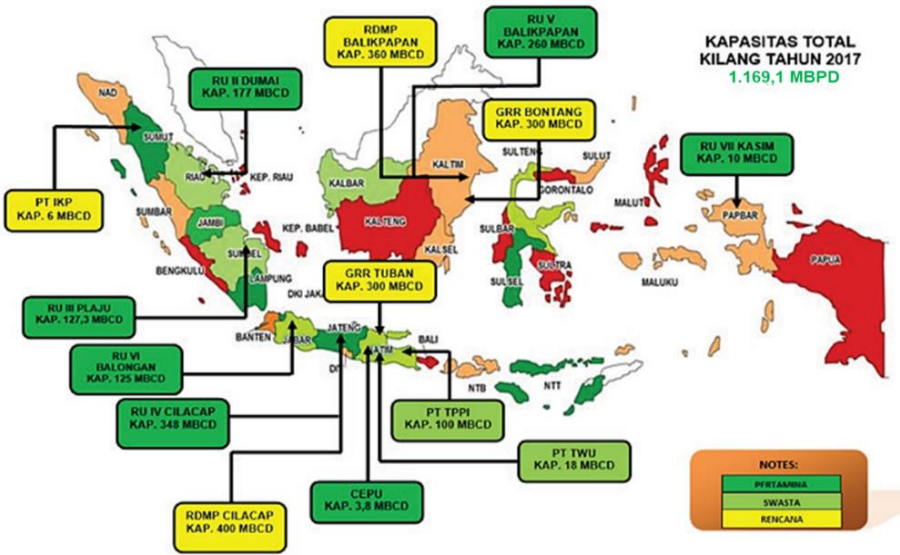 RDMP
BALIKPAPAN
KAP. 360 MBCD
RU V
BALIKPAPAN
KAP. 260 MBCD
KAPASITAS TOTAL
KILANG TAHUN 2017
1.169,1 MBPD
RU II DUMAI
KAP. 177 MBCD
GRR BONTANG
KAP. 300 MBCD
RU VII KASIM
KAP. 10 MBCD
PT IKP
KAP. 6 MBCD
NAD
SUMUT
RIAU
KEP. RIAU
SUMBAR
JAMBI
KEP. BABEL
BENGKULU
LAMPUNG
KALBAR
KALTIM
KALTENG
KALSEL
SULTENG
SULUT
GORONTALO
SULBAR
SULTRA
SULSEL
MALUT
MALUKU
PAPBAR
PAPUA
GRR TUBAN
KAP. 300 MBCD
RU III PLAJU
KAP. 127,3 MBCD
DKI JAKA
BANTEN
JABAR
JATENG
BALI
NTB
NTT
RU VI
BALONGAN
KAP. 125 MBCD
RU IV CILACAP
KAP. 348 MBCD
PT TPPI
KAP. 100 MBCD
PT TWU
KAP. 18 MBCD
CEPU
KAP. 3,8 MBCD
RDMP CILACAP
KAP. 400 MBCD
NOTES:
PERTAMINA
SWASTA
RENCANA